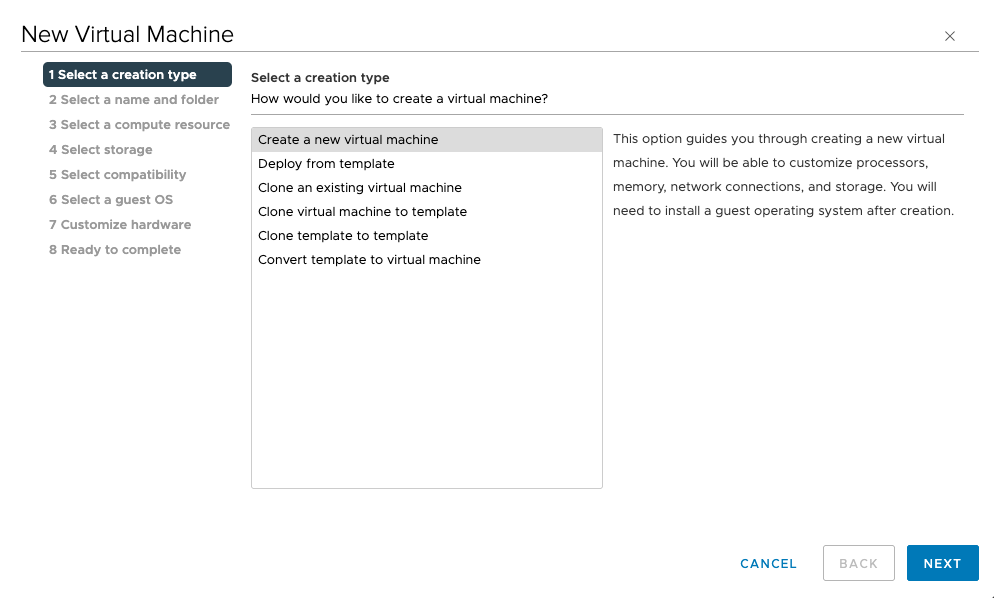 New Virtual Machine
1 Select a creation type
2 Select a name and folder
3 Select a compute resource
4 Select storage
5 Select compatibility
6 Select a guest OS
7 Customize hardware
8 Ready to complete
Select a creation type
How would you like to create a virtual machine?
Create a new virtual machine
Deploy from template
Clone an existing virtual machine
Clone virtual machine to template
Clone template to template
Convert template to virtual machine
This option guides you through creating a new virtual
machine. You will be able to customize processors,
memory, network connections, and storage. You will
need to install a guest operating system after creation.
CANCEL
BACK
NEXT